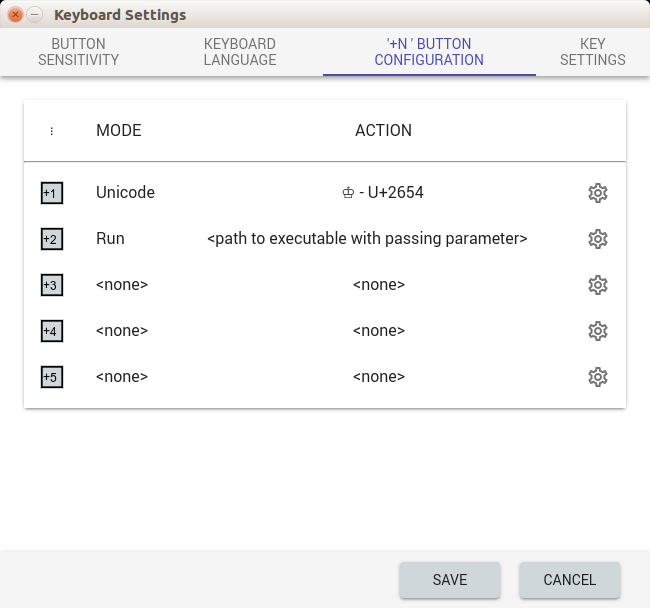 Keyboard Settings
BUTTON
SENSITIVITY
KEYBOARD
LANGUAGE
'+N ' BUTTON
CONFIGURATION
KEY
SETTINGS
MODE ACTION
+1 Unicode ♔ - U+2654
+2 Run <path to executable with passing parameter>
+3 <none> <none>
+4 <none> <none>
+5 <none> <none>
SAVE CANCEL